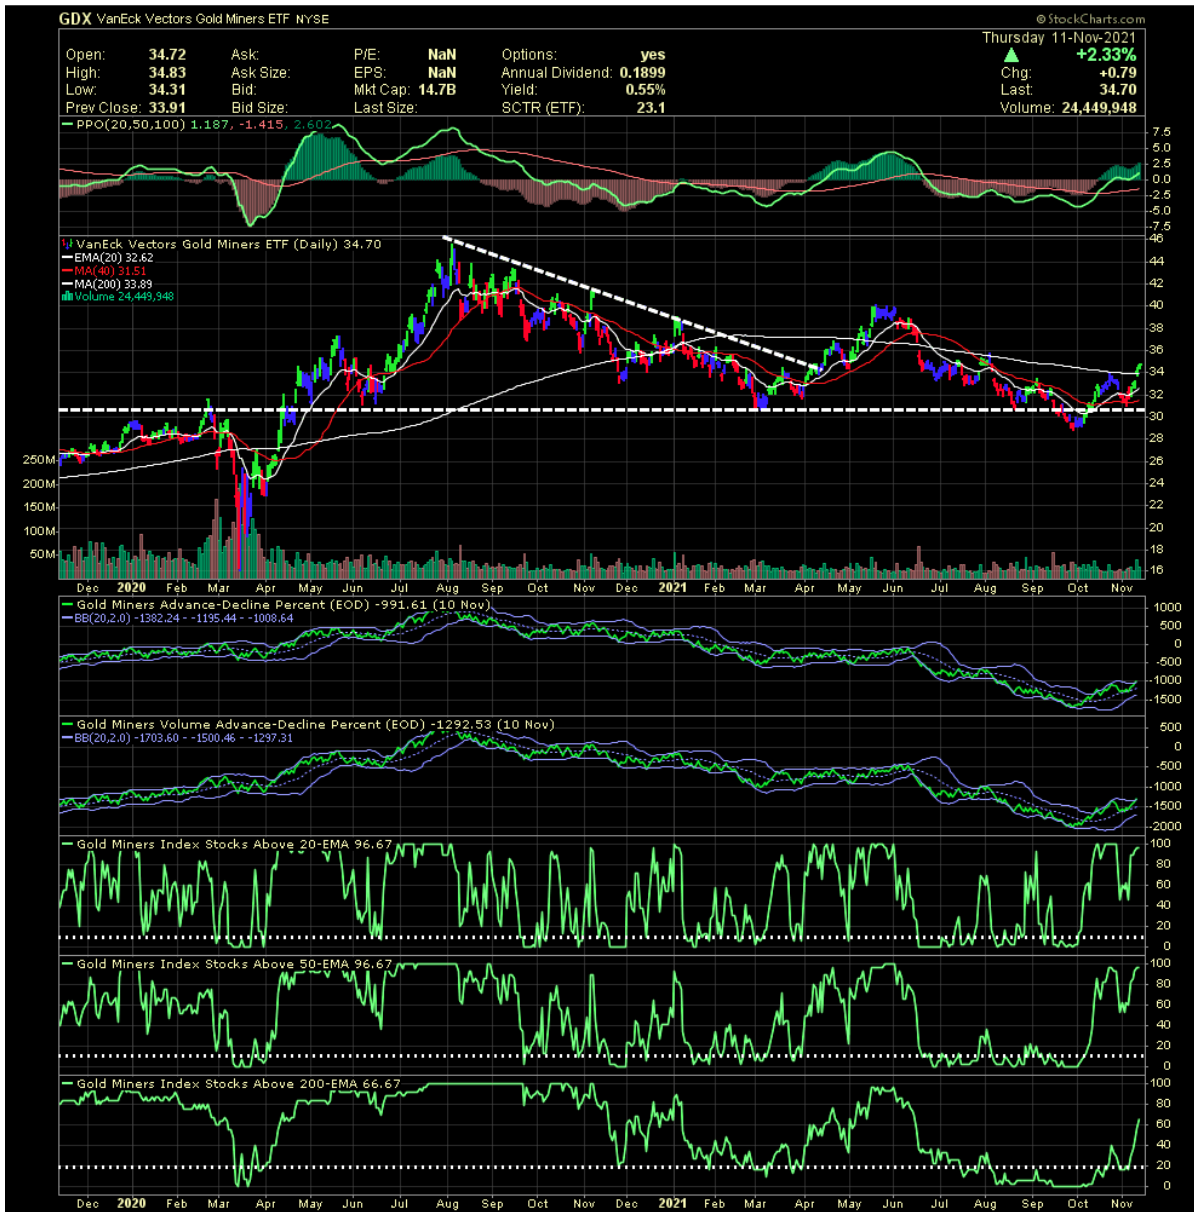 GDX VanEck Vectors Gold Miners ETF NYSE
© StockCharts.com
Thursday 11-Nov-2021
Open: 34.72 Ask: P/E: NaN Options: yes +2.33%
High: 34.83 Ask Size: EPS: NaN Annual Dividend: 0.1899 Chg: +0.79
Low: 34.31 Bid: Mkt Cap: 14.7B Yield: 0.55% Last: 34.70
Prev Close: 33.91 Bid Size: Last Size: SCTR (ETF): 23.1 Volume: 24,449,948
PPO(20,50,100) 1.187, -1.415, 2.602
7.5
5.0
2.5
0.0
-2.5
-5.0
-7.5
VanEck Vectors Gold Miners ETF (Daily) 34.70
EMA(20) 32.62
MA(40) 31.51
MA(200) 33.89
Volume 24,449,948
46
44
42
40
38
36
34
32
30
28
26
24
22
20
18
16
250M
200M
150M
100M
50M
Dec 2020 Feb Mar Apr May Jun Jul Aug Sep Oct Nov Dec 2021 Feb Mar Apr May Jun Jul Aug Sep Oct Nov
Gold Miners Advance-Decline Percent (EOD) -991.61 (10 Nov)
BB(20,2.0) -1382.24 - -1195.44 - -1008.64
1000
500
0
-500
-1000
-1500
Gold Miners Volume Advance-Decline Percent (EOD) -1292.53 (10 Nov)
BB(20,2.0) -1703.60 - -1500.46 - -1297.31
500
0
-500
-1000
-1500
-2000
Gold Miners Index Stocks Above 20-EMA 96.67
100
80
60
40
20
0
Gold Miners Index Stocks Above 50-EMA 96.67
100
80
60
40
20
0
Gold Miners Index Stocks Above 200-EMA 66.67
100
80
60
40
20
0
Dec 2020 Feb Mar Apr May Jun Jul Aug Sep Oct Nov Dec 2021 Feb Mar Apr May Jun Jul Aug Sep Oct Nov